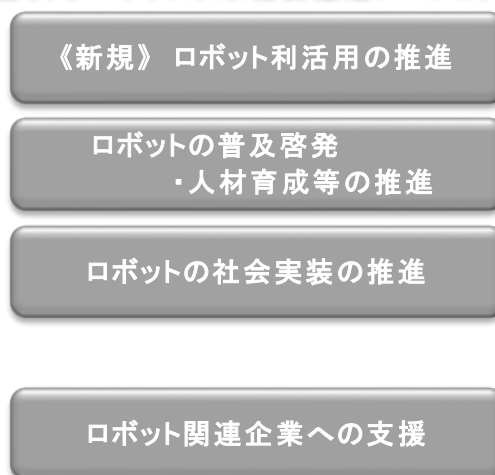 《新規》 ロボット利活用の推進
ロボットの普及啓発
・人材育成等の推進
ロボットの社会実装の推進
ロボット関連企業への支援